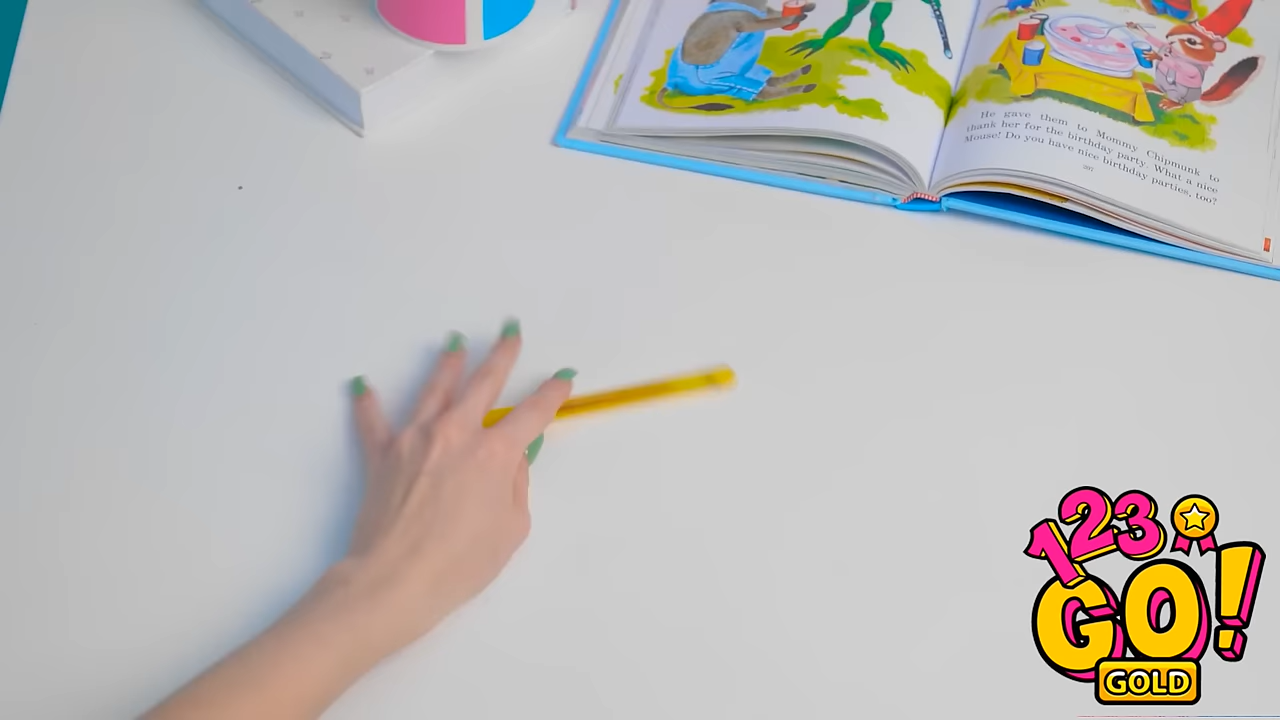 He gave them to Mommy Chipmunk to
thank her for the birthday party. What a nice
Mouse! Do you have nice birthday parties, too?
123
GO!
GOLD